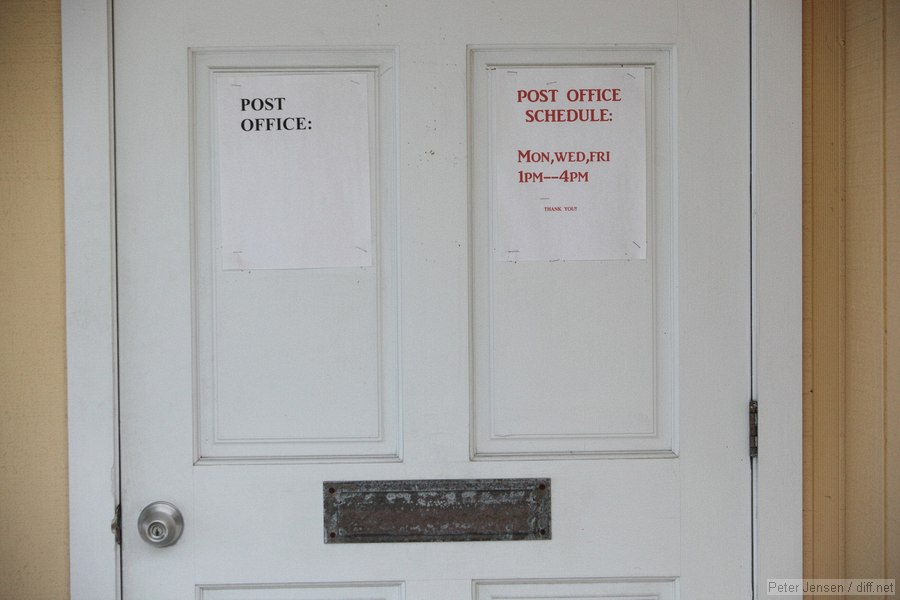 POST
OFFICE:
POST OFFICE
SCHEDULE:
MON,WED,FRI
1PM--4PM
THANK YOU!!
Peter Jensen / diff.net